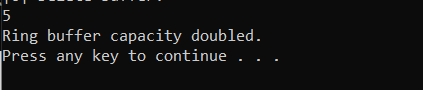 5
Ring buffer capacity doubled.
Press any key to continue . . .